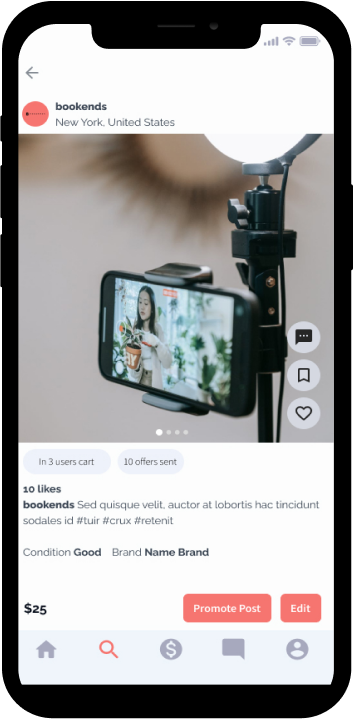 bookends
New York, United States
In 3 users cart
10 offers sent
10 likes
bookends Sed quisque velit, auctor at lobortis hac tincidunt
sodales id #tuir #crux #retenit
Condition Good Brand Name Brand
$25
Promote Post
Edit